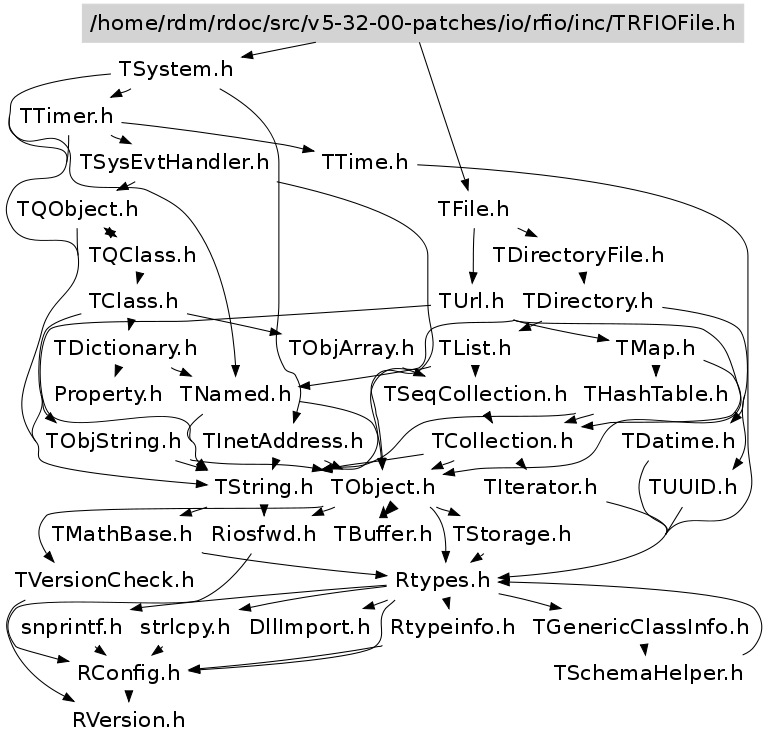 /home/rdm/rdoc/src/v5-32-00-patches/io/rfio/inc/TRFIOFile.h
TSystem.h
TTimer.h
TSysEvtHandler.h TTime.h
TQObject.h TFile.h
TQClass.h TDirectoryFile.h
TClass.h TUrl.h TDirectory.h
TDictionary.h TObjArray.h TList.h TMap.h
Property.h TNamed.h TSeqCollection.h THashTable.h
TObjString.h TInetAddress.h TCollection.h TDatime.h
TString.h TObject.h TIterator.h TUUID.h
TMathBase.h Riosfwd.h TBuffer.h TStorage.h
TVersionCheck.h Rtypes.h
snprintf.h strlcpy.h DllImport.h Rtypeinfo.h TGenericClassInfo.h
RConfig.h TSchemaHelper.h
RVersion.h